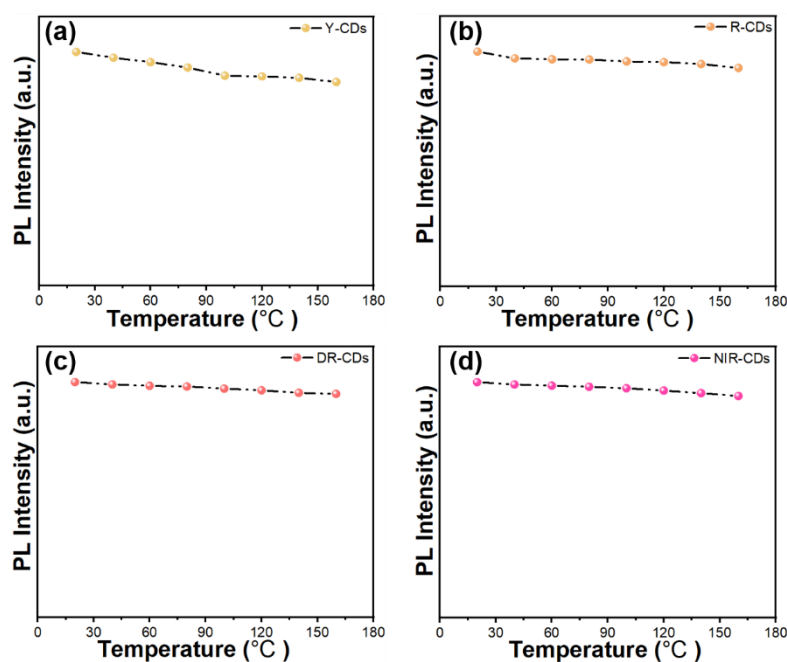 (a)
Y-CDs
PL Intensity (a.u.)
0 30 60 90 120 150 180
Temperature (°C )
(b)
R-CDs
PL Intensity (a.u.)
0 30 60 90 120 150 180
Temperature (°C )
(c)
DR-CDs
PL Intensity (a.u.)
0 30 60 90 120 150 180
Temperature (°C )
(d)
NIR-CDs
PL Intensity (a.u.)
0 30 60 90 120 150 180
Temperature (°C )